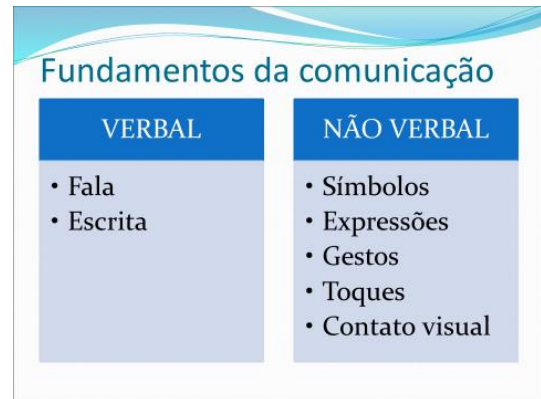 Fundamentos da comunicação
VERBAL
• Fala
• Escrita
NÃO VERBAL
• Símbolos
• Expressões
• Gestos
• Toques
• Contato visual